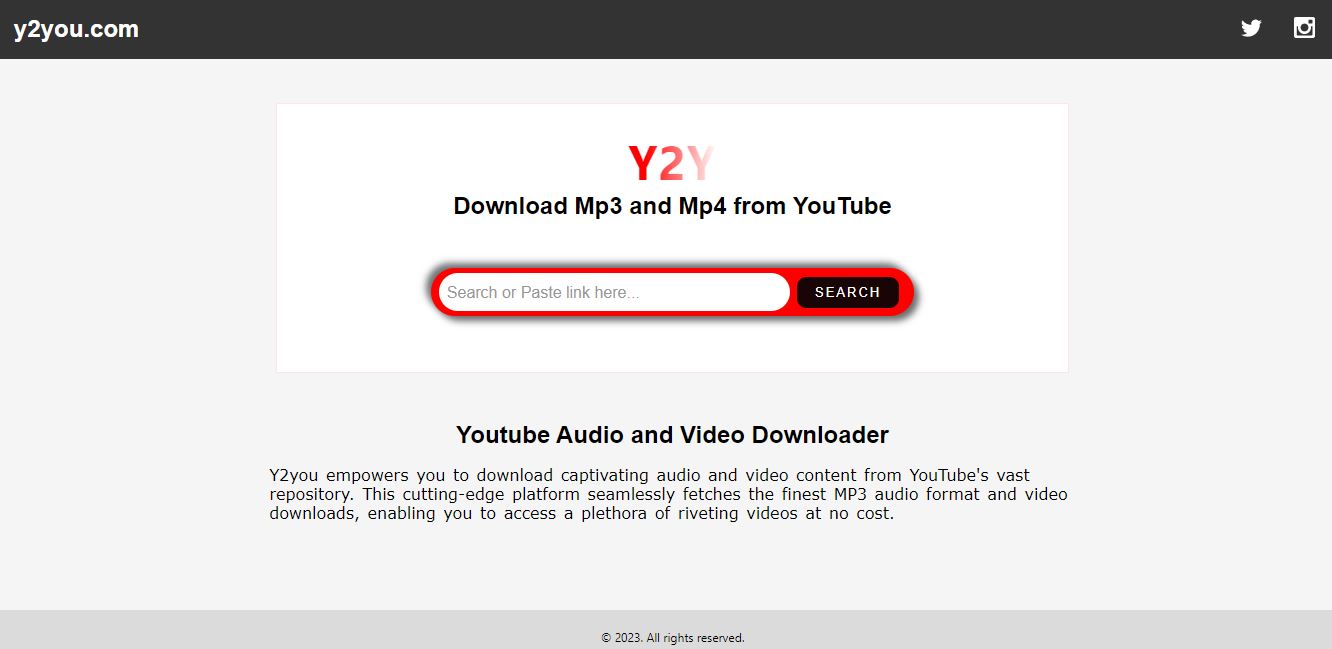 y2you.com
Y2Y
Download Mp3 and Mp4 from YouTube
Search or Paste link here...
SEARCH
Youtube Audio and Video Downloader
Y2you empowers you to download captivating audio and video content from YouTube's vast
repository. This cutting-edge platform seamlessly fetches the finest MP3 audio format and video
downloads, enabling you to access a plethora of riveting videos at no cost.
© 2023. All rights reserved.